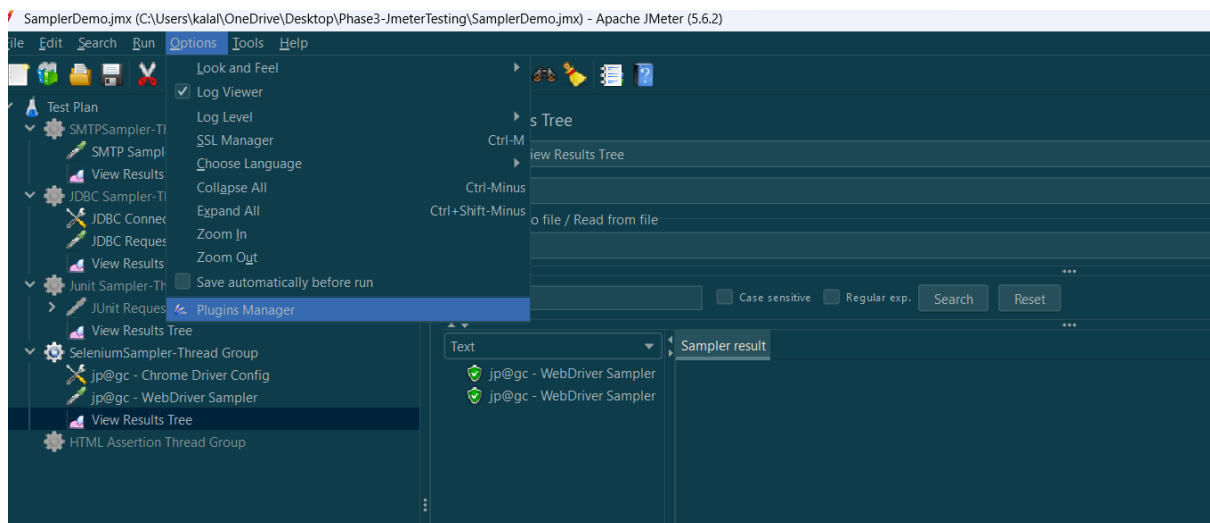 SamplerDemo.jmx (C:\Users\kalal\OneDrive\Desktop\Phase3-JmeterTesting\SamplerDemo.jmx) - Apache JMeter (5.6.2)
ile Edit Search Run Options Tools Help
Look and Feel
Log Viewer
Log Level
SSL Manager Ctrl-M
Choose Language
Collapse All Ctrl-Minus
Expand All Ctrl+Shift-Minus
Zoom In
Zoom Out
Save automatically before run
Plugins Manager
Test Plan
SMTPSampler-Th
SMTP Sampl
View Results
JDBC Sampler-T
JDBC Connec
JDBC Reques
View Results
Junit Sampler-Th
JUnit Reques
View Results Tree
SeleniumSampler-Thread Group
jp@gc - Chrome Driver Config
jp@gc - WebDriver Sampler
View Results Tree
HTML Assertion Thread Group
s Tree
iew Results Tree
o file / Read from file
Case sensitive Regular exp. Search Reset
Text Sampler result
jp@gc - WebDriver Sampler
jp@gc - WebDriver Sampler